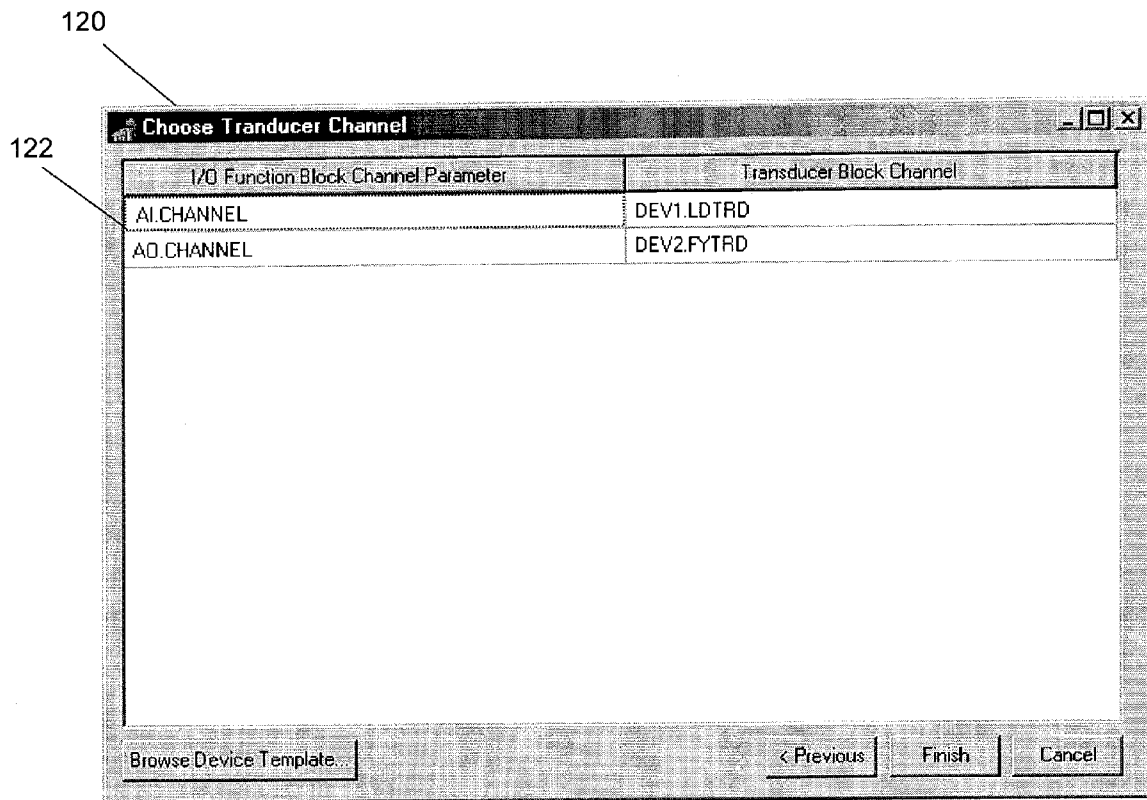 120
Choose Tranducer Channel
122
I/O Function Block Channel Parameter Transducer Block Channel
AI.CHANNEL DEV1.LDTRD
AO.CHANNEL DEV2.FYTRD
Browse Device Template... < Previous Finish Cancel